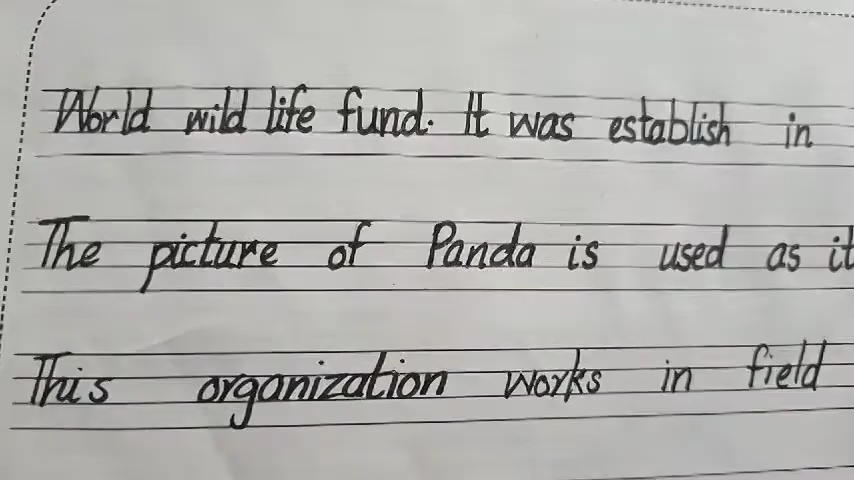 World wild life fund. It was establish in
The picture of Panda is used as it
This organization works in field